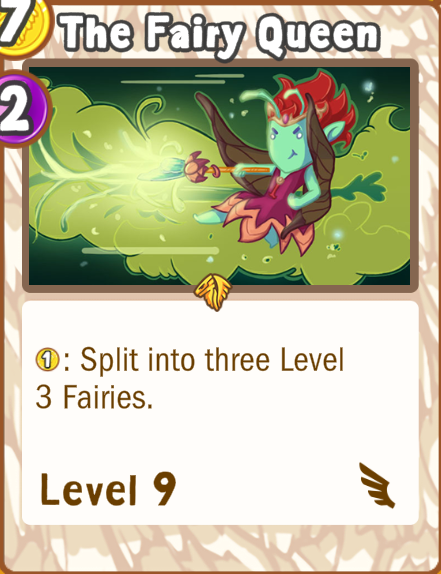 7
The Fairy Queen
2
1: Split into three Level
3 Fairies.
Level 9